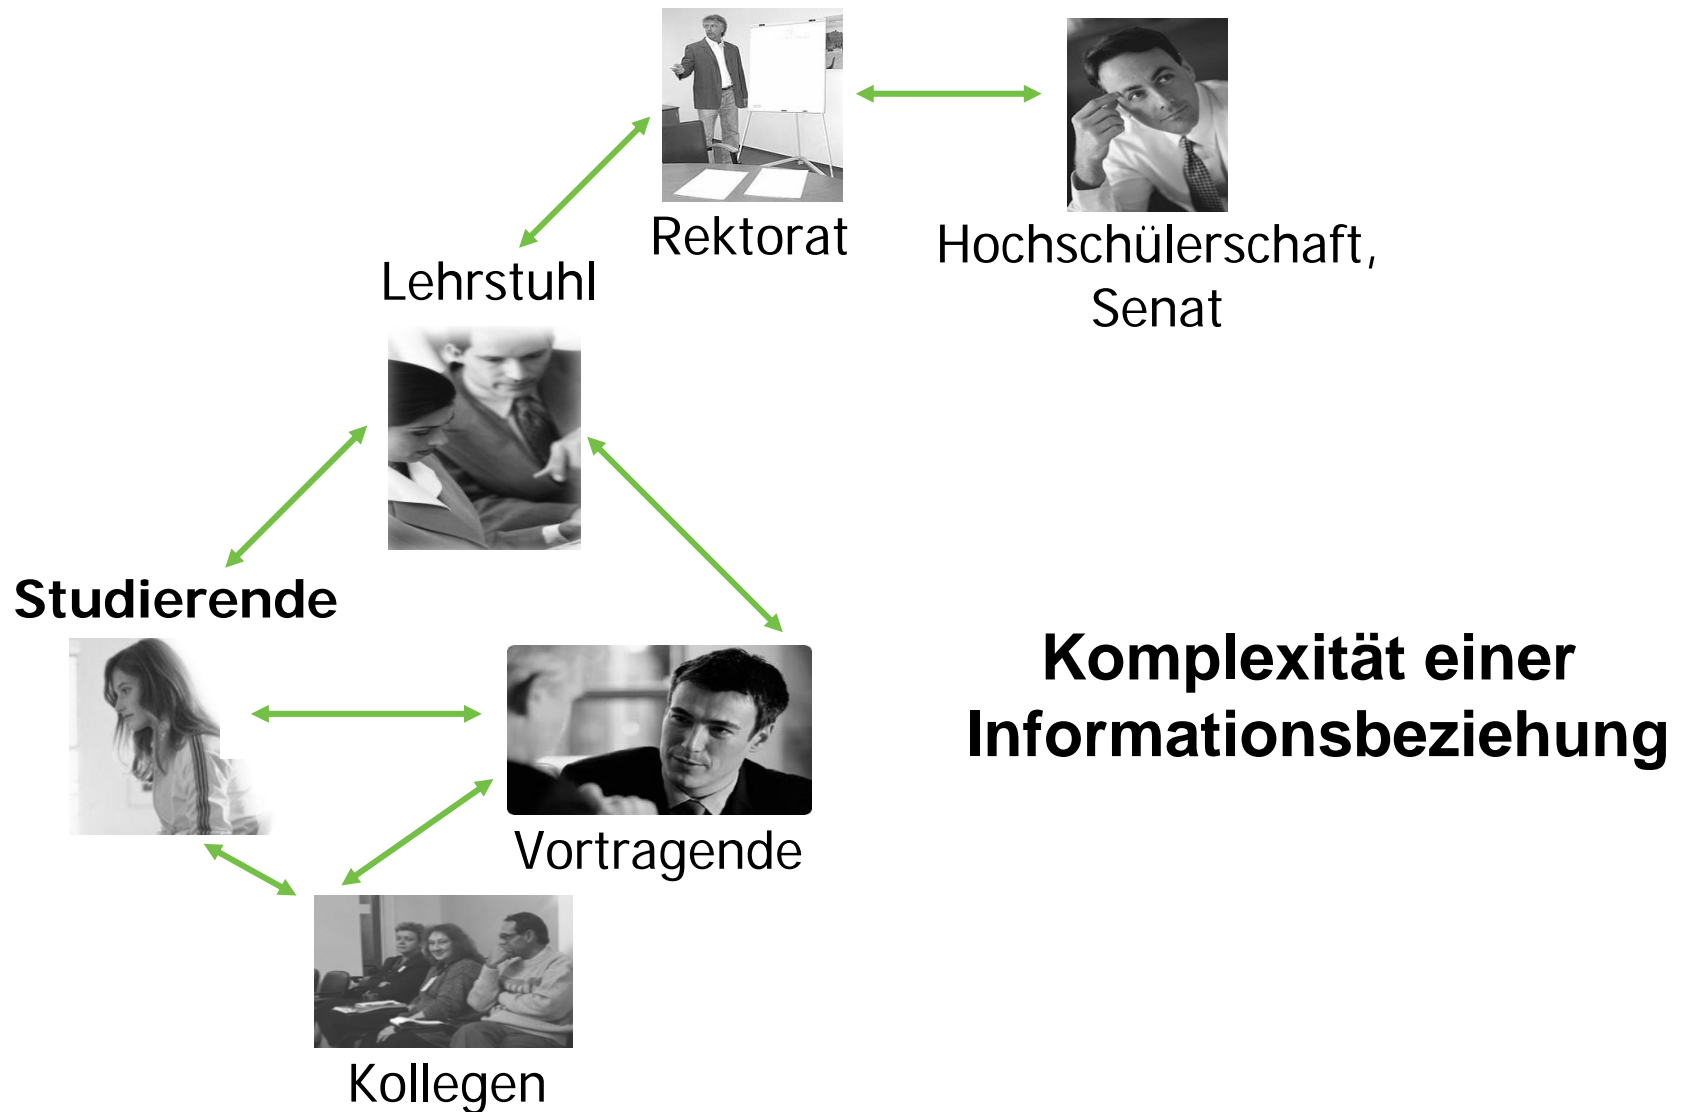 Rektorat
Hochschülerschaft,
Senat
Lehrstuhl
Studierende
Komplexität einer
Informationsbeziehung
Vortragende
Kollegen